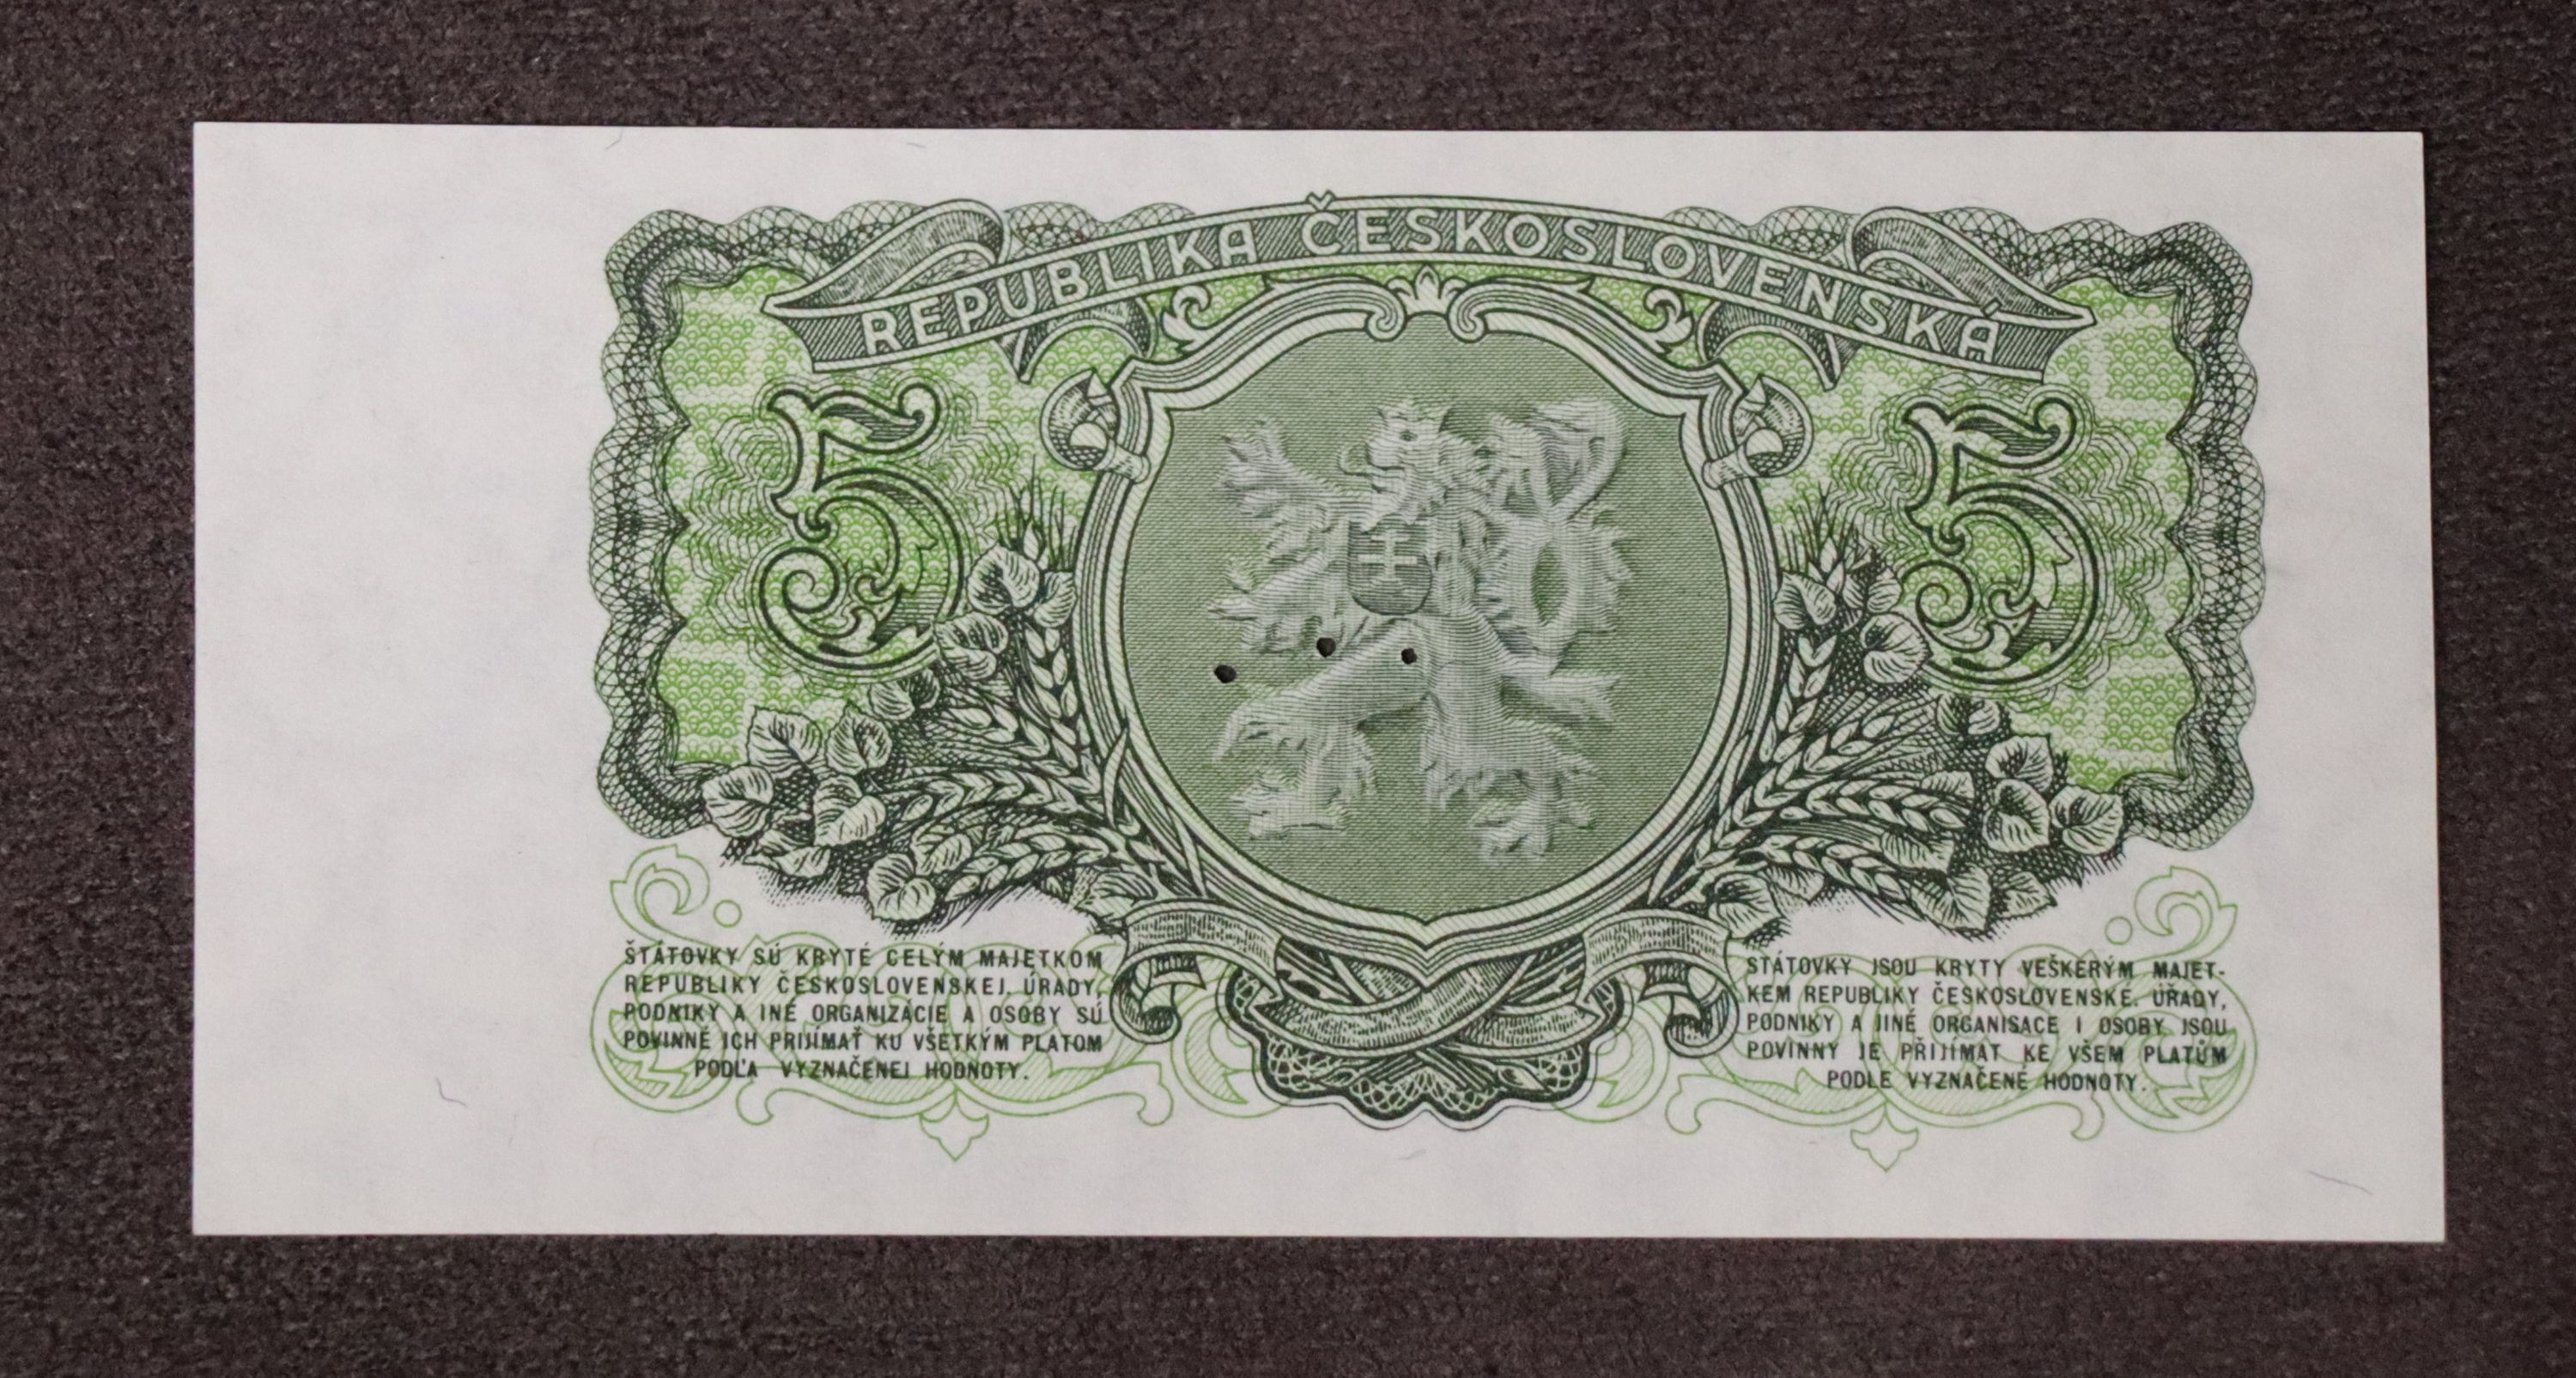 REPUBLIKA ČESKOSLOVENSKÁ
5
5
ŠTÁTOVKY SÚ KRYTÉ CELÝM MAJETKOM
REPUBLIKY ČESKOSLOVENSKEJ. ÚRADY,
PODNIKY A INÉ ORGANIZÁCIE A OSOBY SÚ
POVINNÉ ICH PRIJÍMAŤ KU VŠETKÝM PLATOM
PODĽA VYZNAČENEJ HODNOTY.
STÁTOVKY JSOU KRYTY VEŠKERÝM MAJET-
KEM REPUBLIKY ČESKOSLOVENSKÉ. ÚŘADY,
PODNIKY A JINÉ ORGANISACE I OSOBY JSOU
POVINNY JE PŘIJÍMAT KE VŠEM PLATŮM
PODLE VYZNAČENÉ HODNOTY.